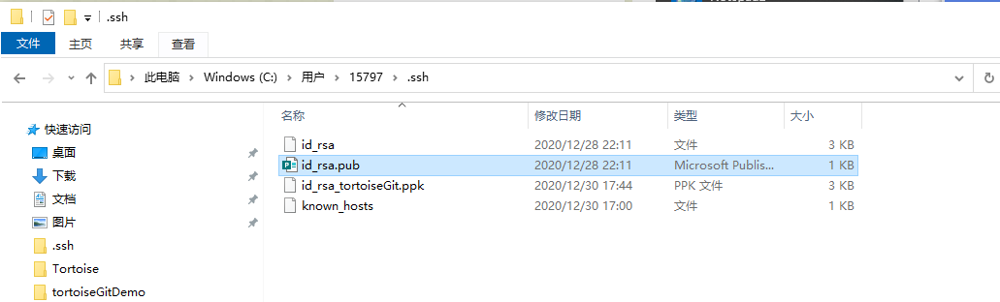 .ssh
文件 主页 共享 查看
此电脑 Windows (C:) 用户 15797 .ssh
名称 修改日期 类型 大小
快速访问
桌面
下载
文档
图片
.ssh
Tortoise
tortoiseGitDemo
id_rsa 2020/12/28 22:11 文件 3 KB
id_rsa.pub 2020/12/28 22:11 Microsoft Publis... 1 KB
id_rsa_tortoiseGit.ppk 2020/12/30 17:44 PPK 文件 3 KB
known_hosts 2020/12/30 17:00 文件 1 KB